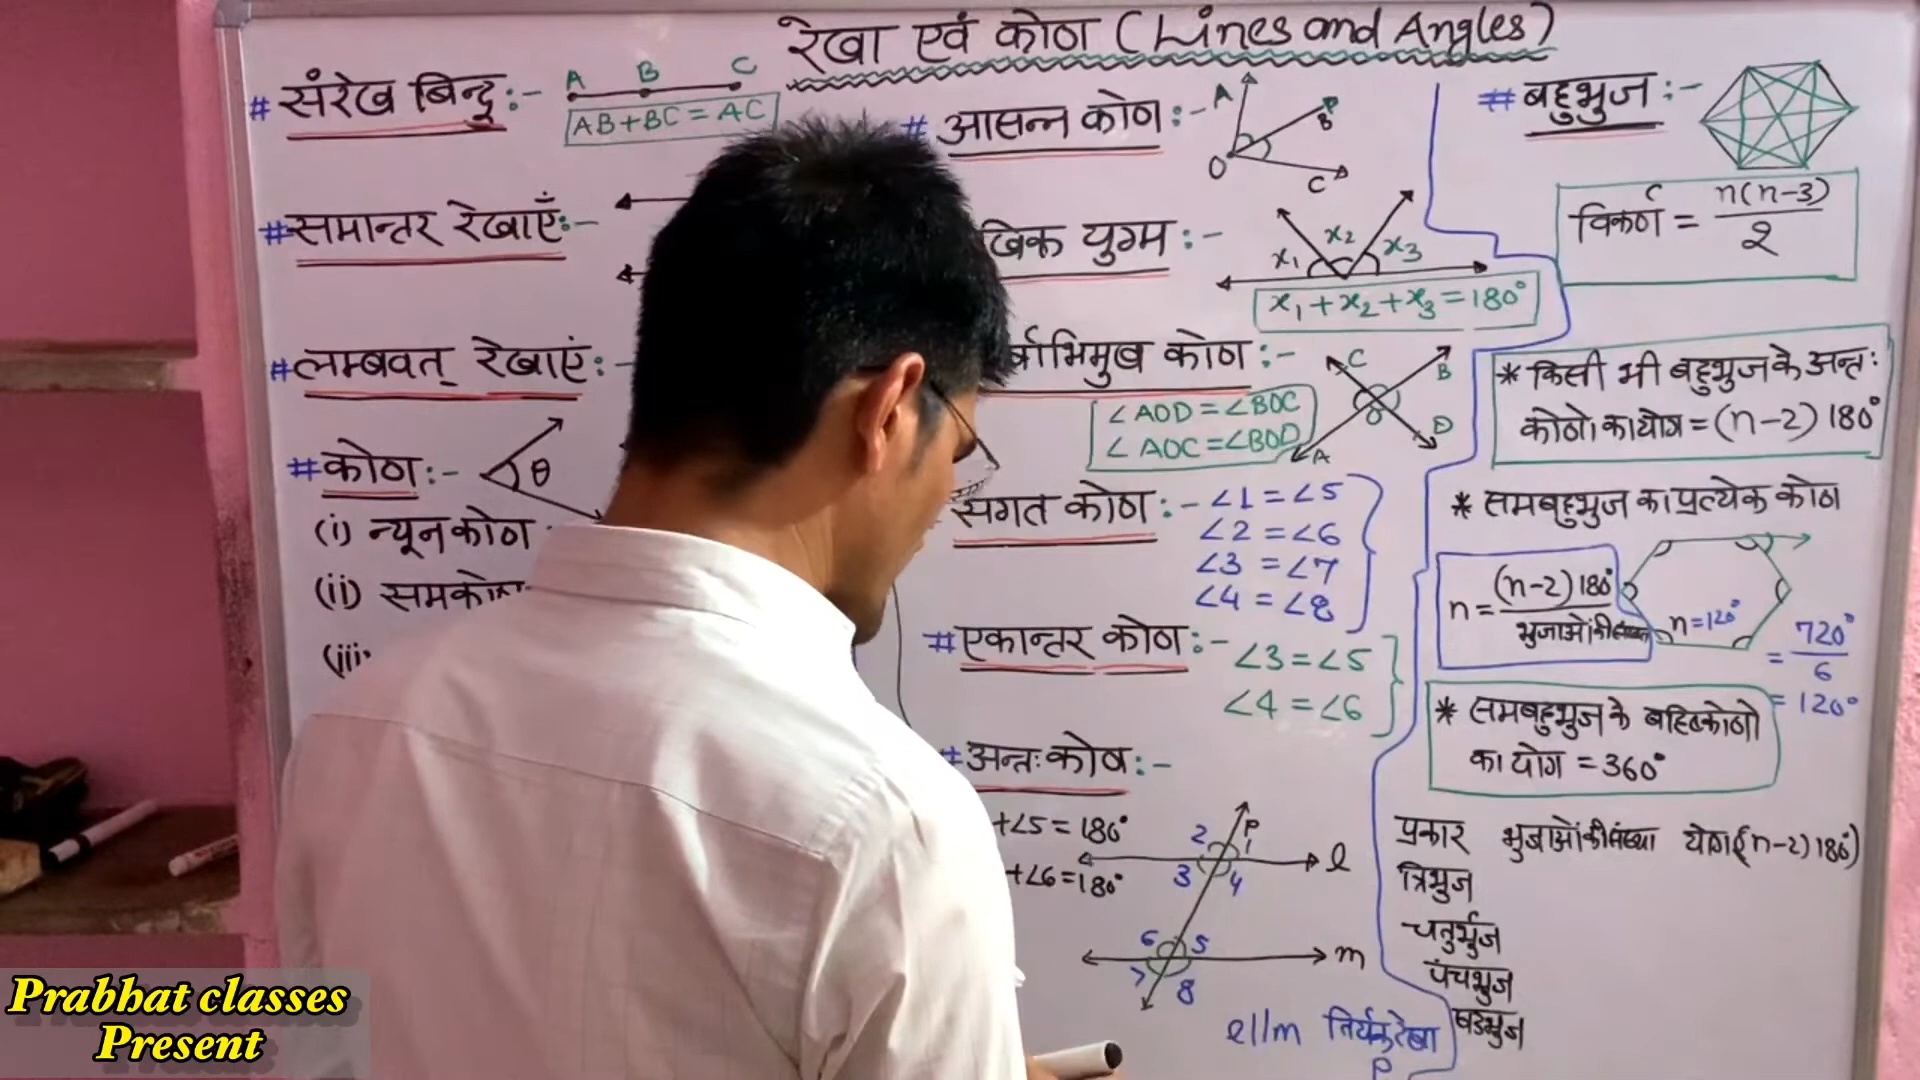 रेखा एवं कोण (Lines and Angles)
# संरेख बिन्दु :-
A B C
AB+BC = AC
# समान्तर रेखाएँ :-
# लम्बवत् रेखाएं :-
# कोण :- θ
(i) न्यून कोण
(ii) समकोण
(iii)
# आसन्न कोण :-
A B P O C
खिक युग्म :-
x₁ x₂ x₃
x₁ + x₂ + x₃ = 180°
र्वाभिमुख कोण :-
∠AOD = ∠BOC
∠AOC = ∠BOD
C B O D A
संगत कोण :- ∠1 = ∠5
∠2 = ∠6
∠3 = ∠7
∠4 = ∠8
# एकान्तर कोण :- ∠3 = ∠5
∠4 = ∠6
# अन्तः कोण :-
+∠5 = 180°
+∠6 = 180°
2 P 1 l
3 4
6 5 m
7 8
l||m तिर्यक रेखा
P
# बहुभुज :-
विकर्ण = n(n-3)/2
* किसी भी बहुभुज के अन्तः
कोणो का योग = (n-2) 180°
* समबहुभुज का प्रत्येक कोण
n = (n-2) 180°/भुजाओं की
n = 120°
= 720°/6
= 120°
* समबहुभुज के बहिष्कोणो
का योग = 360°
प्रकार भुजाओं की संख्या योग (n-2) 180°)
त्रिभुज
चतुर्भुज
पंचभुज
षडभुज
Prabhat classes
Present